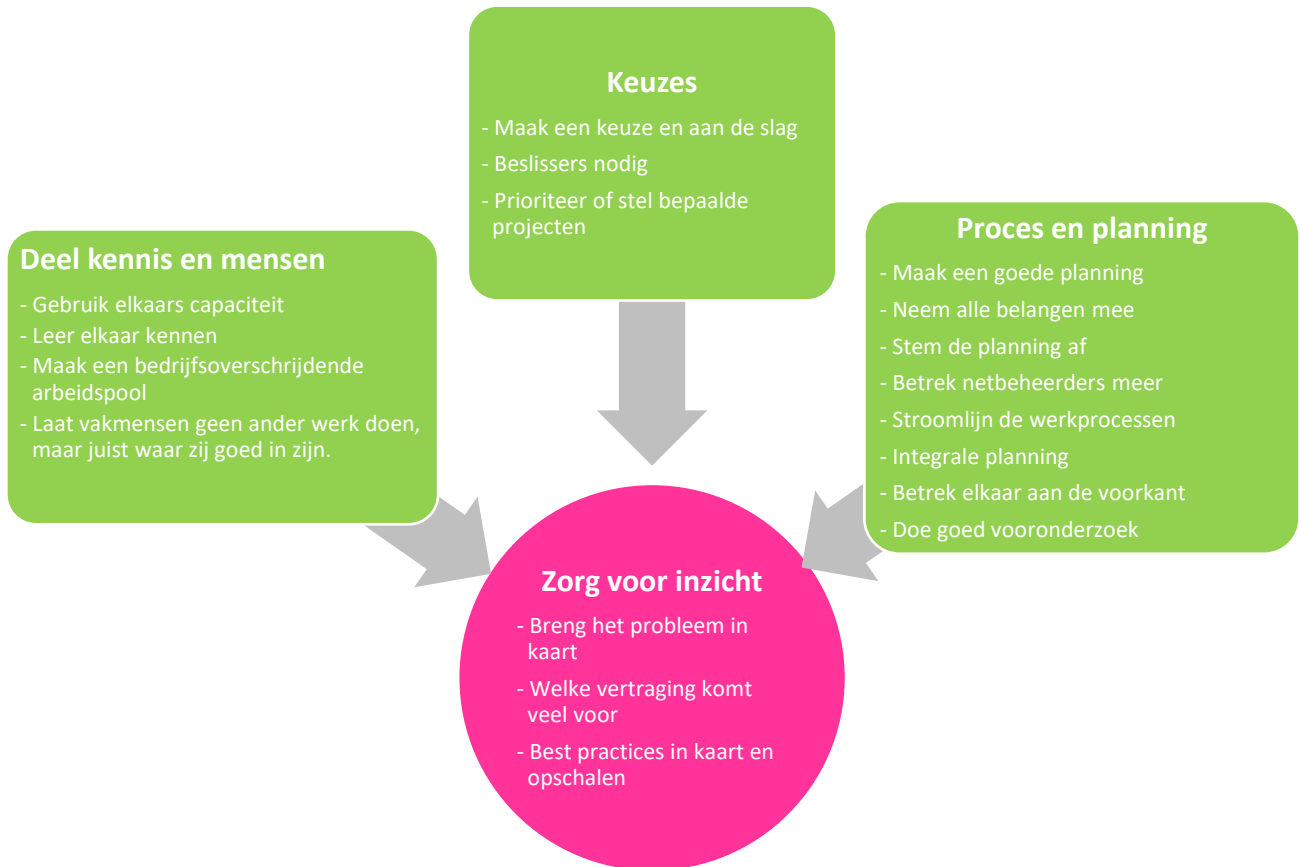 Keuzes
- Maak een keuze en aan de slag
- Beslissers nodig
- Prioriteer of stel bepaalde
projecten
Deel kennis en mensen
- Gebruik elkaars capaciteit
- Leer elkaar kennen
- Maak een bedrijfsoverschrijdende
arbeidspool
- Laat vakmensen geen ander werk doen,
maar juist waar zij goed in zijn.
Proces en planning
- Maak een goede planning
- Neem alle belangen mee
- Stem de planning af
- Betrek netbeheerders meer
- Stroomlijn de werkprocessen
- Integrale planning
- Betrek elkaar aan de voorkant
- Doe goed vooronderzoek
Zorg voor inzicht
- Breng het probleem in
kaart
- Welke vertraging komt
veel voor
- Best practices in kaart en
opschalen